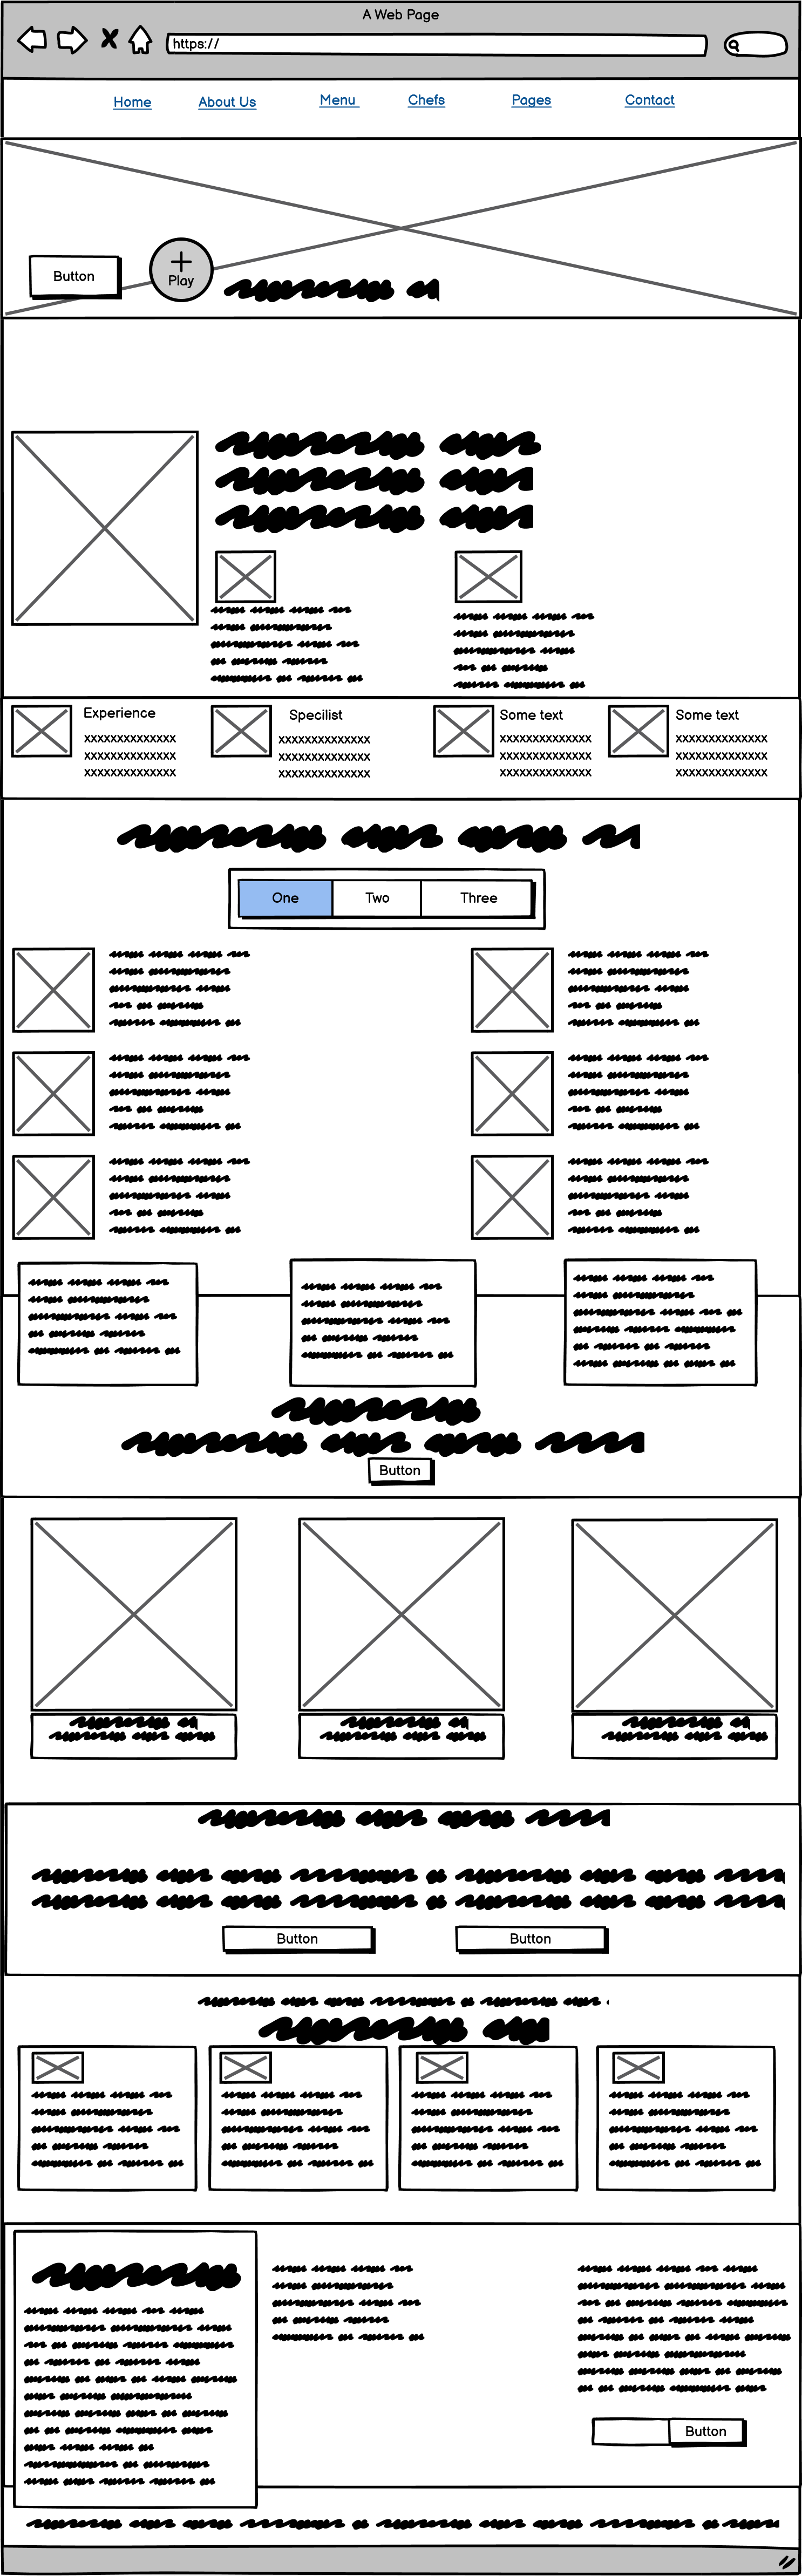 A Web Page
https://
Home About Us Menu Chefs Pages Contact
Button
Play
Experience Specilist Some text Some text
xxxxxxxxxxxxxx xxxxxxxxxxxxxx xxxxxxxxxxxxxx xxxxxxxxxxxxxx
xxxxxxxxxxxxxx xxxxxxxxxxxxxx xxxxxxxxxxxxxx xxxxxxxxxxxxxx
xxxxxxxxxxxxxx xxxxxxxxxxxxxx xxxxxxxxxxxxxx xxxxxxxxxxxxxx
One Two Three
Button
Button Button
Button